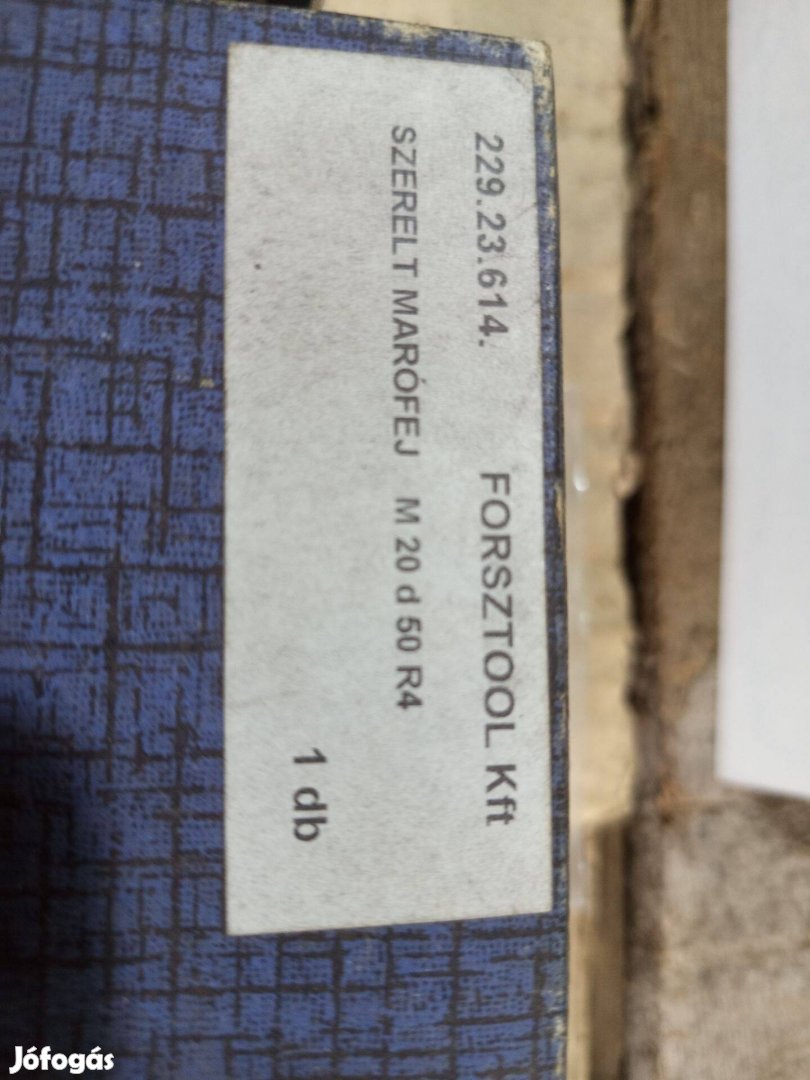 229.23.614. FORSZTOOL Kft
SZERELT MARÓFEJ M 20 d 50 R4
1 db
Jófogás